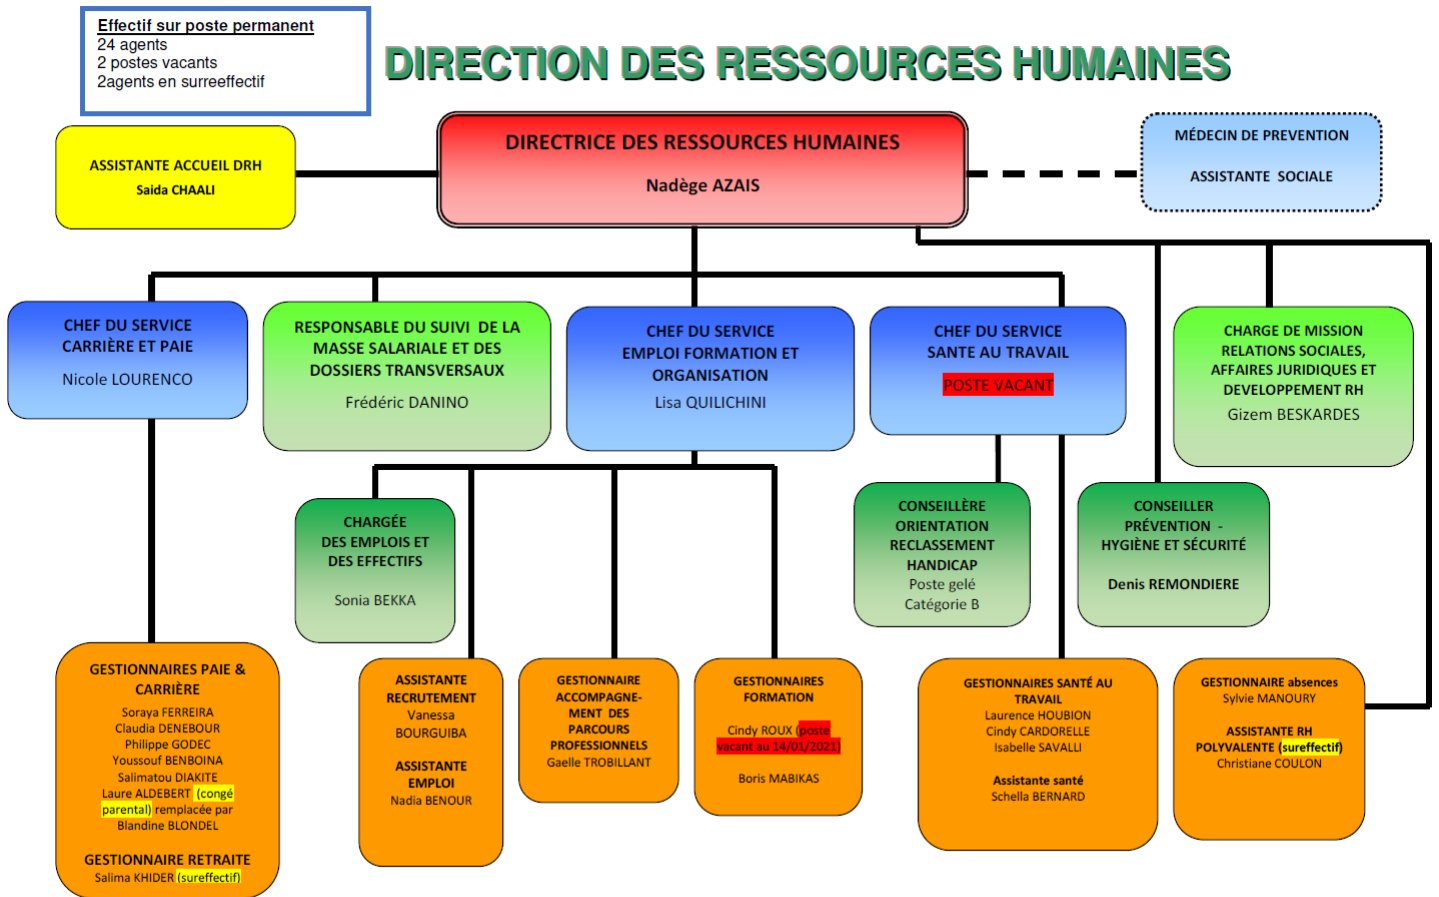 Effectif sur poste permanent
24 agents
2 postes vacants
2agents en surreeffectif
DIRECTION DES RESSOURCES HUMAINES
ASSISTANTE ACCUEIL DRH
Saida CHAALI
DIRECTRICE DES RESSOURCES HUMAINES
Nadège AZAIS
MÉDECIN DE PREVENTION
ASSISTANTE SOCIALE
CHEF DU SERVICE
CARRIÈRE ET PAIE
Nicole LOURENCO
RESPONSABLE DU SUIVI DE LA
MASSE SALARIALE ET DES
DOSSIERS TRANSVERSAUX
Frédéric DANINO
CHEF DU SERVICE
EMPLOI FORMATION ET
ORGANISATION
Lisa QUILICHINI
CHEF DU SERVICE
SANTE AU TRAVAIL
POSTE VACANT
CHARGE DE MISSION
RELATIONS SOCIALES,
AFFAIRES JURIDIQUES ET
DEVELOPPEMENT RH
Gizem BESKARDES
CHARGÉE
DES EMPLOIS ET
DES EFFECTIFS
Sonia BEKKA
CONSEILLÈRE
ORIENTATION
RECLASSEMENT
HANDICAP
Poste gelé
Catégorie B
CONSEILLER
PRÉVENTION -
HYGIÈNE ET SÉCURITÉ
Denis REMONDIERE
GESTIONNAIRES PAIE &
CARRIÈRE
Soraya FERREIRA
Claudia DENEBOUR
Philippe GODEC
Youssouf BENBOINA
Salimatou DIAKITE
Laure ALDEBERT (congé
parental) remplacée par
Blandine BLONDEL
GESTIONNAIRE RETRAITE
Salima KHIDER (sureffectif)
ASSISTANTE
RECRUTEMENT
Vanessa
BOURGUIBA
ASSISTANTE
EMPLOI
Nadia BENOUR
GESTIONNAIRE
ACCOMPAGNE-
MENT DES
PARCOURS
PROFESSIONNELS
Gaelle TROBILLANT
GESTIONNAIRES
FORMATION
Cindy ROUX (poste
vacant au 14/01/2021)
Boris MABIKAS
GESTIONNAIRES SANTÉ AU
TRAVAIL
Laurence HOUBION
Cindy CARDORELLE
Isabelle SAVALLI
Assistante santé
Schella BERNARD
GESTIONNAIRE absences
Sylvie MANOURY
ASSISTANTE RH
POLYVALENTE (sureffectif)
Christiane COULON